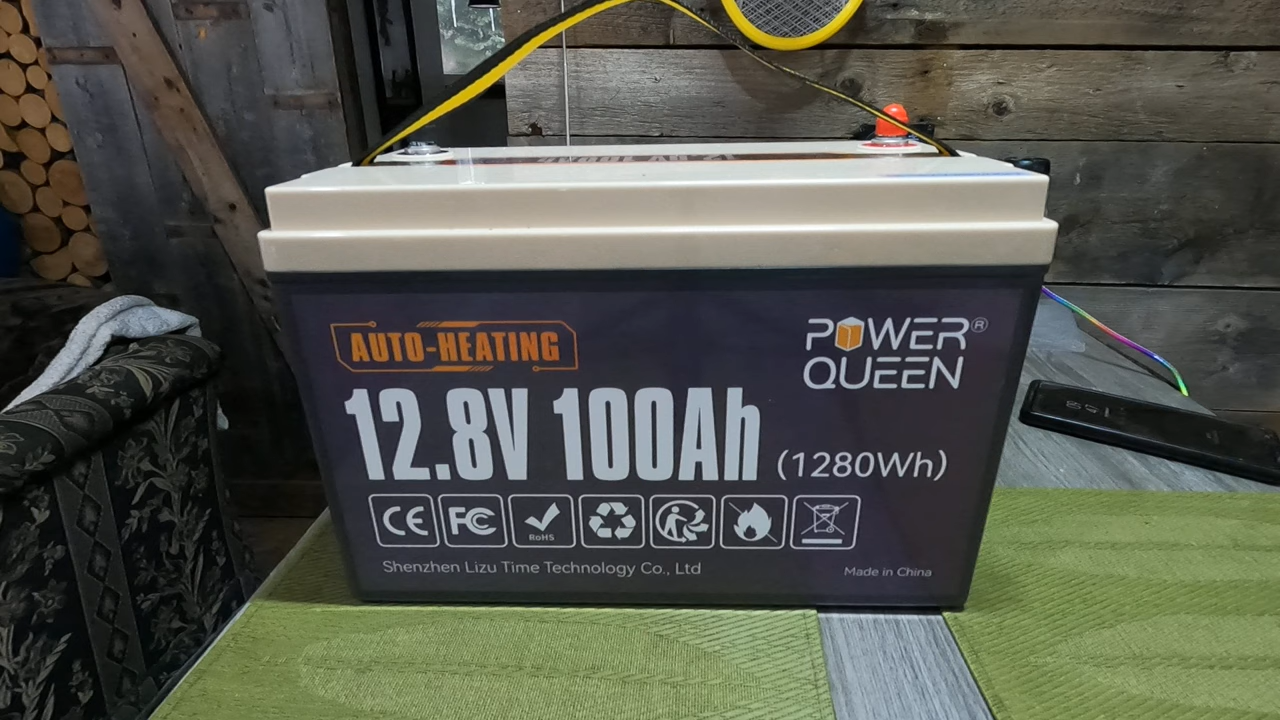 AUTO-HEATING
POWER®
QUEEN
12.8V 100Ah (1280Wh)
CE FC RoHS
Shenzhen Lizu Time Technology Co., Ltd
Made in China